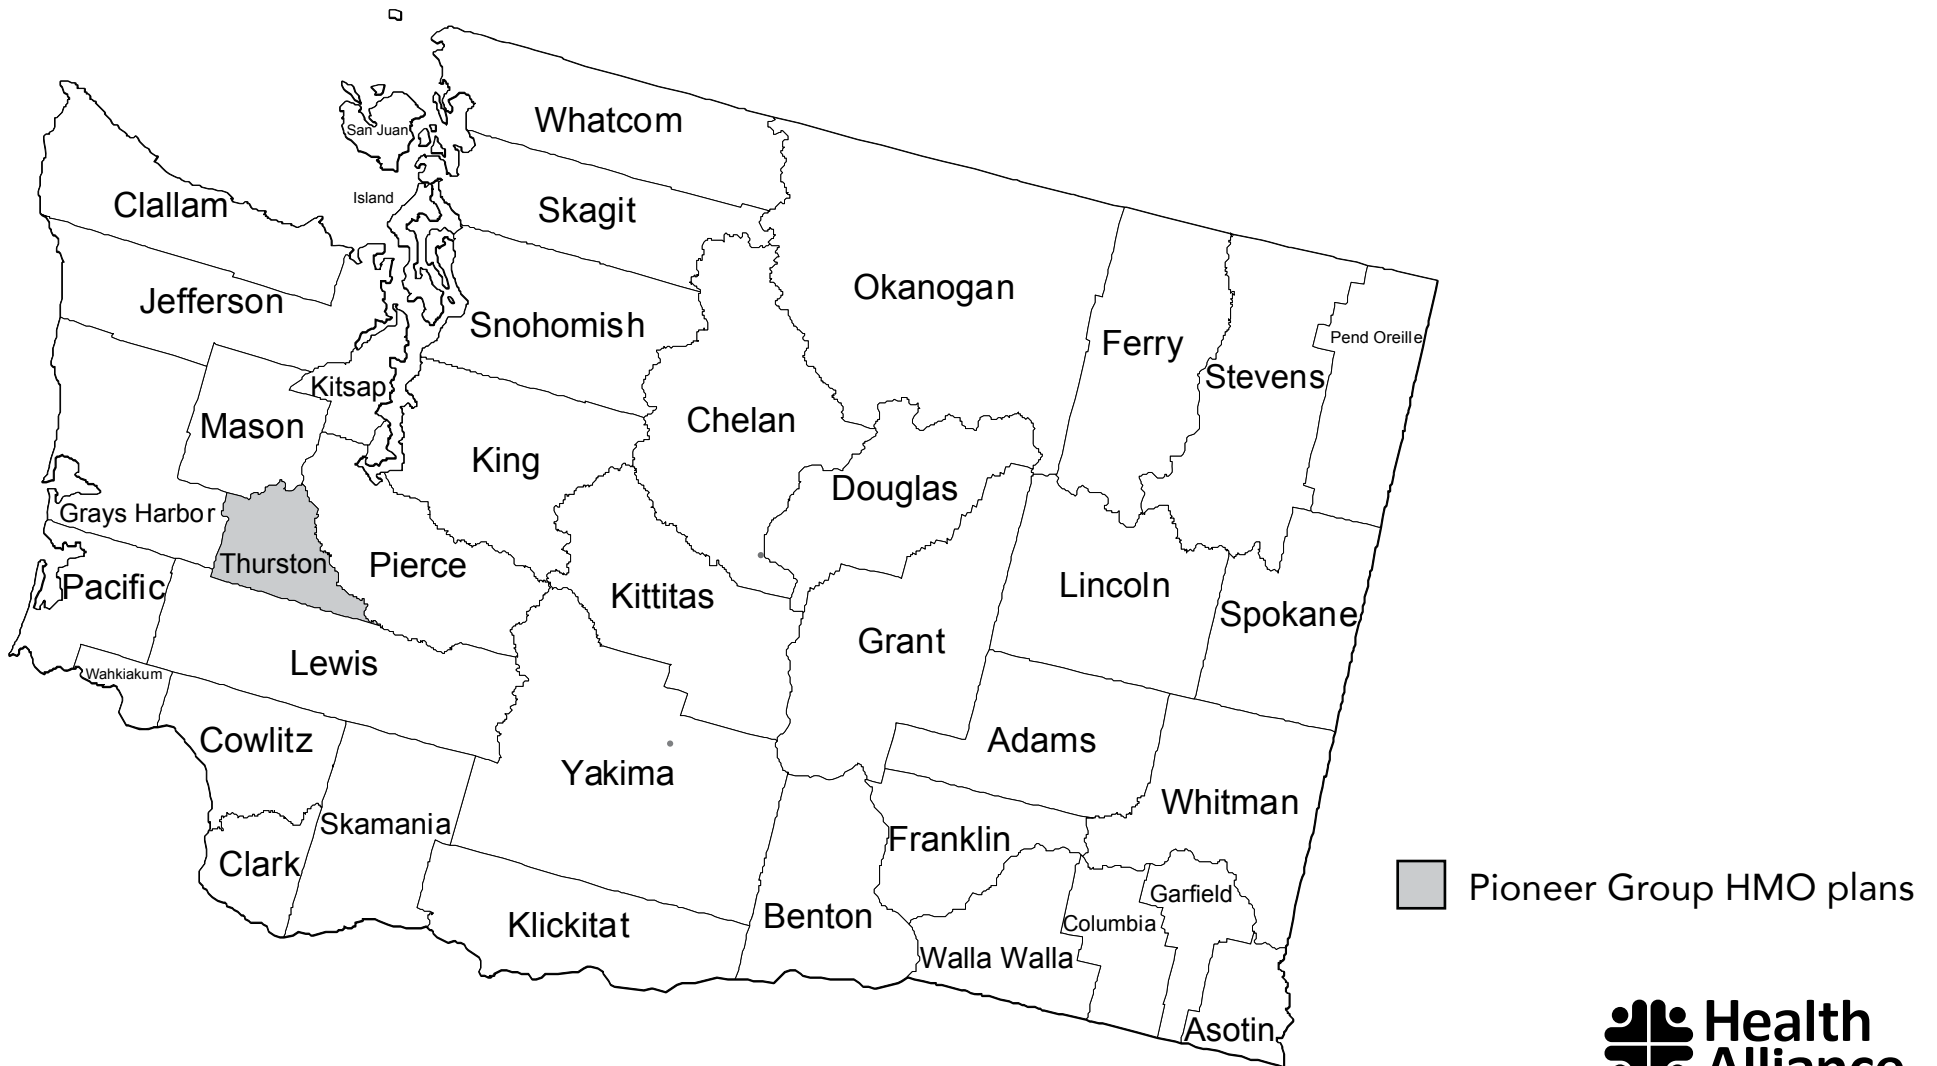 Whatcom
San Juan
Island
Clallam
Skagit
Okanogan
Jefferson
Snohomish
Ferry
Pend Oreille
Stevens
Kitsap
Mason
Chelan
King
Douglas
Grays Harbor
Thurston
Pierce
Pacific
Kittitas
Lincoln
Spokane
Grant
Lewis
Wahkiakum
Cowlitz
Yakima
Adams
Whitman
Skamania
Franklin
Clark
Garfield
Klickitat
Benton
Columbia
Walla Walla
Asotin
Pioneer Group HMO plans
Health
Alliance